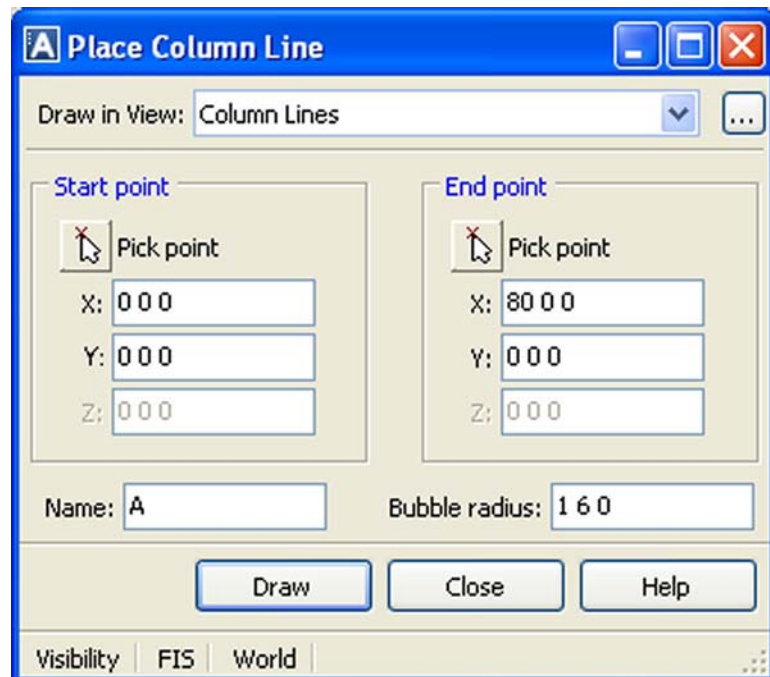 A Place Column Line
Draw in View: Column Lines ...
Start point
Pick point
X: 0 0 0
Y: 0 0 0
Z: 0 0 0
End point
Pick point
X: 80 0 0
Y: 0 0 0
Z: 0 0 0
Name: A
Bubble radius: 1 6 0
Draw Close Help
Visibility FIS World